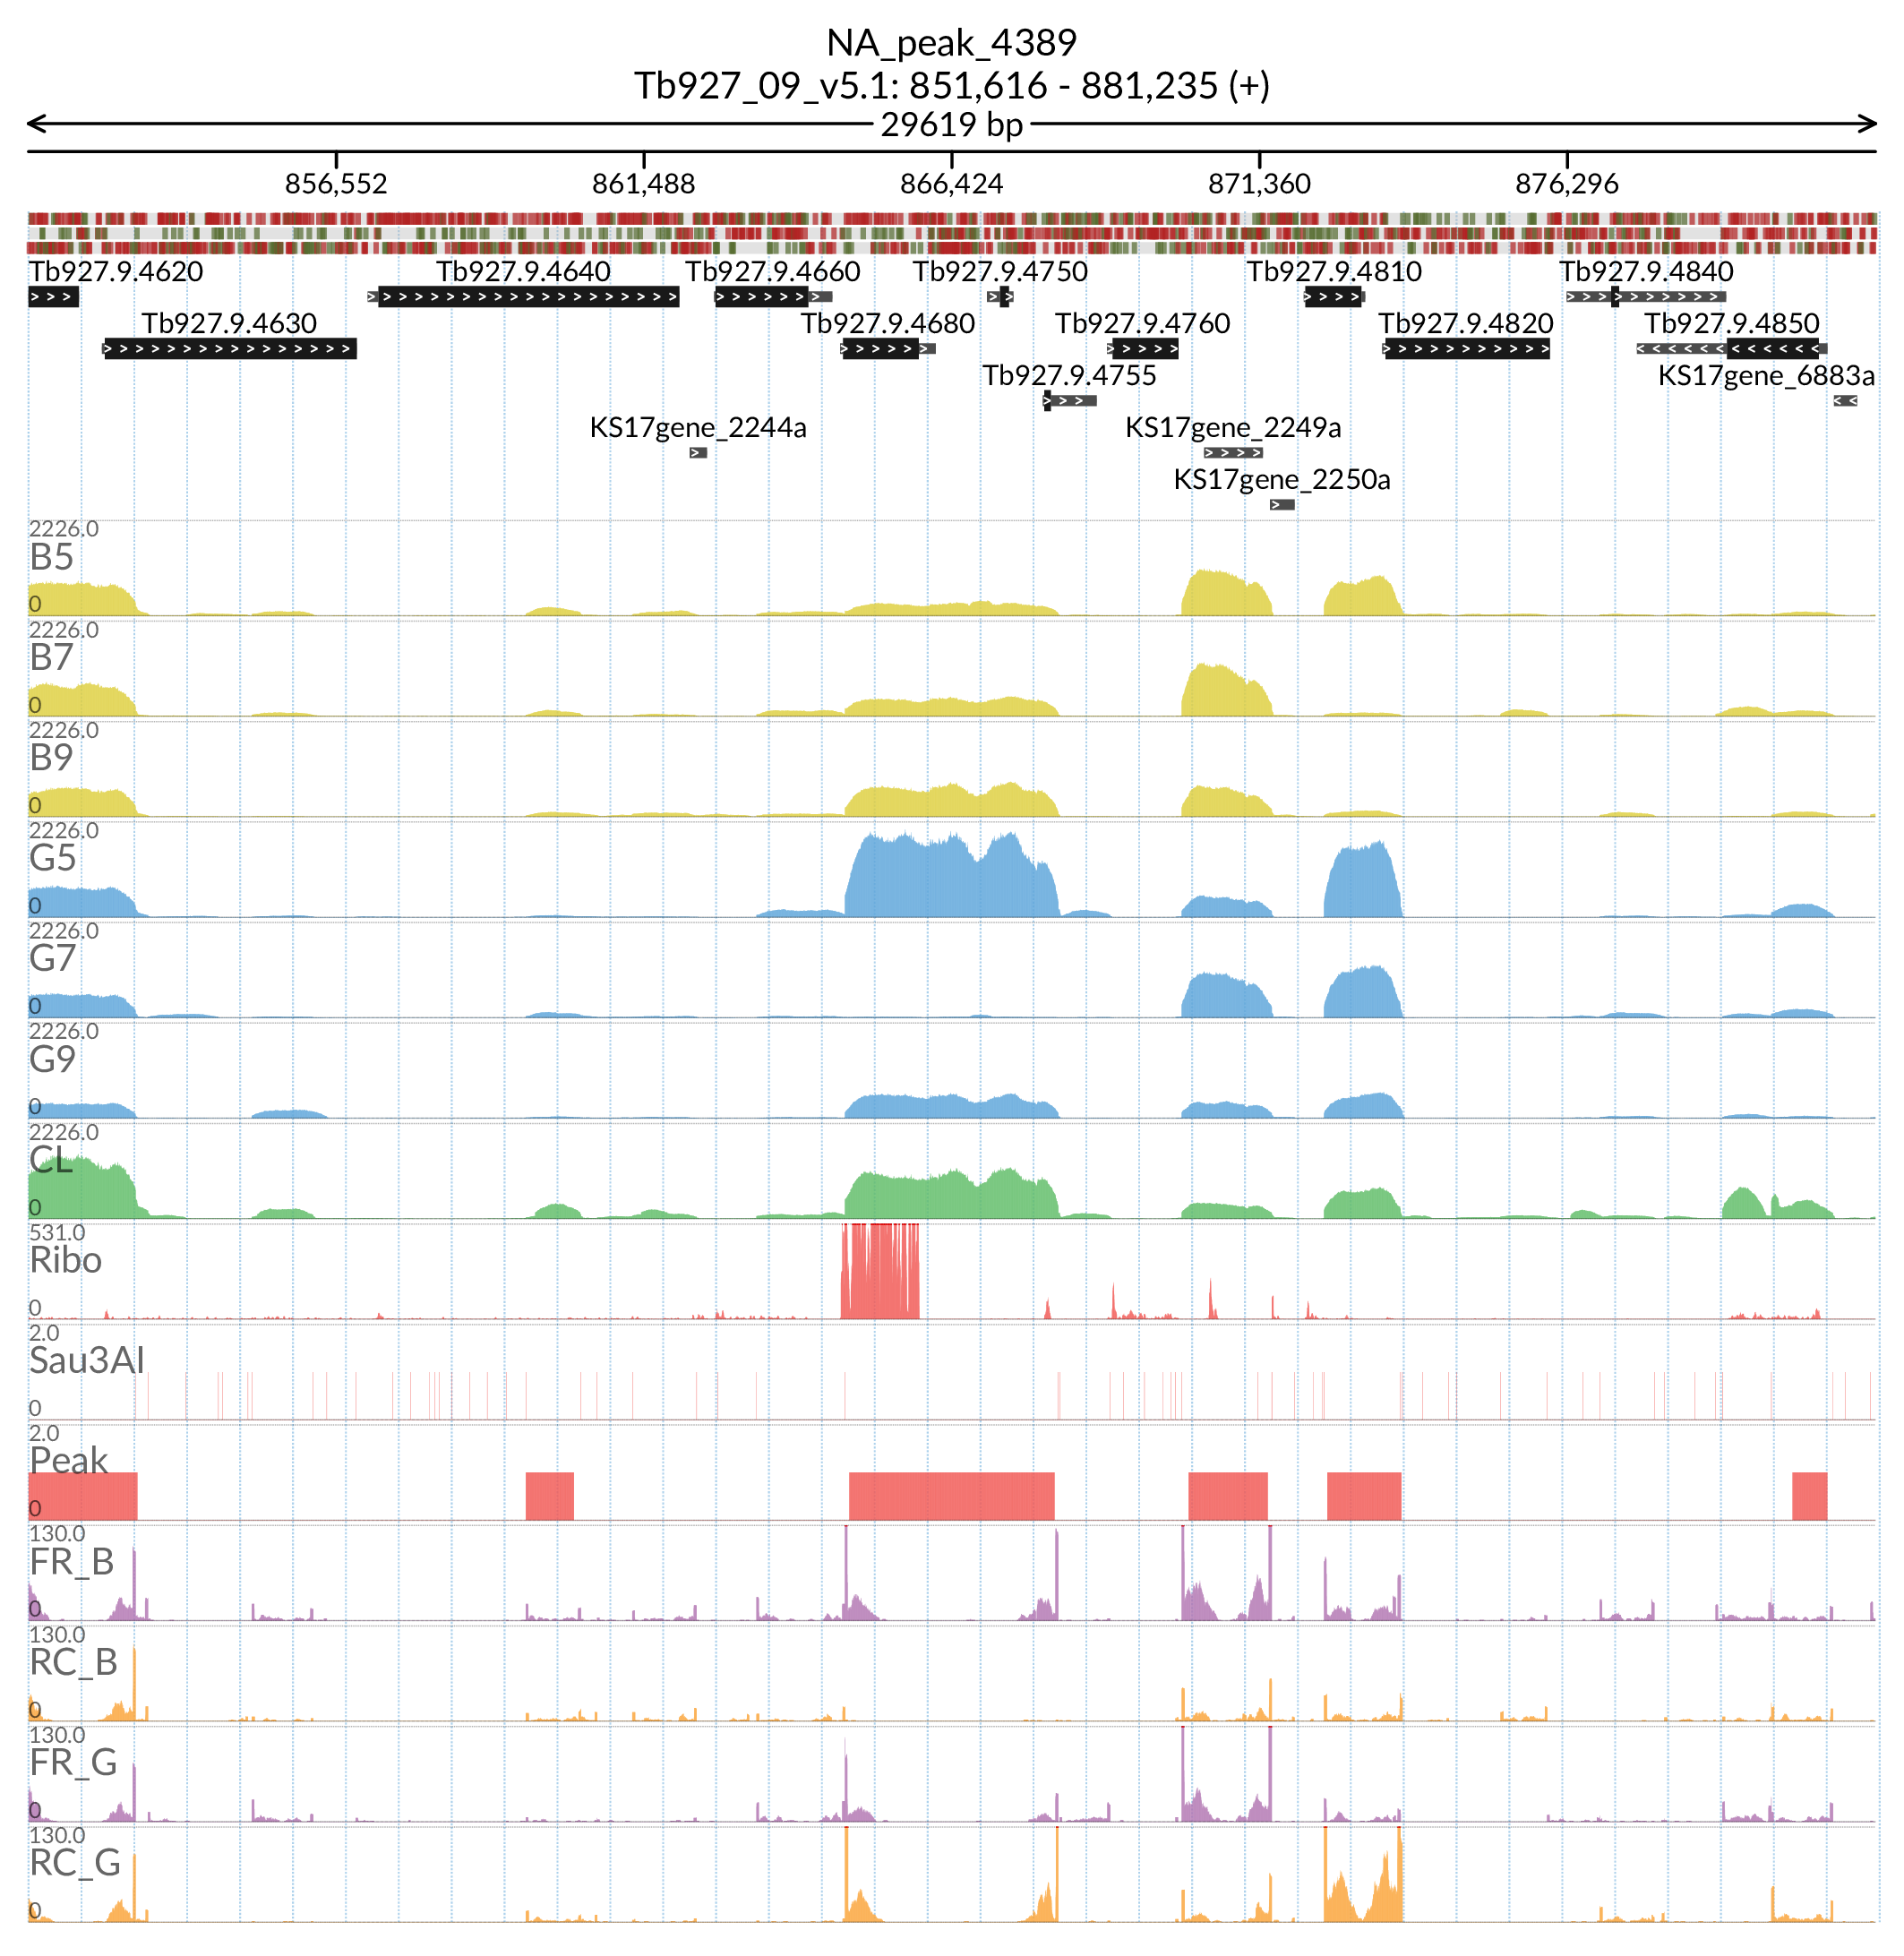 NA_peak_4389
Tb927_09_v5.1: 851,616 - 881,235 (+)
29619 bp
856,552 861,488 866,424 871,360 876,296
Tb927.9.4620 Tb927.9.4640 Tb927.9.4660 Tb927.9.4750 Tb927.9.4810 Tb927.9.4840
Tb927.9.4630 Tb927.9.4680 Tb927.9.4760 Tb927.9.4820 Tb927.9.4850
Tb927.9.4755 KS17gene_6883a
KS17gene_2244a KS17gene_2249a
KS17gene_2250a
2226.0
B5
0
2226.0
B7
0
2226.0
B9
0
2226.0
G5
0
2226.0
G7
0
2226.0
G9
0
2226.0
CL
0
531.0
Ribo
0
2.0
Sau3AI
0
2.0
Peak
0
130.0
FR_B
0
130.0
RC_B
0
130.0
FR_G
0
130.0
RC_G
0